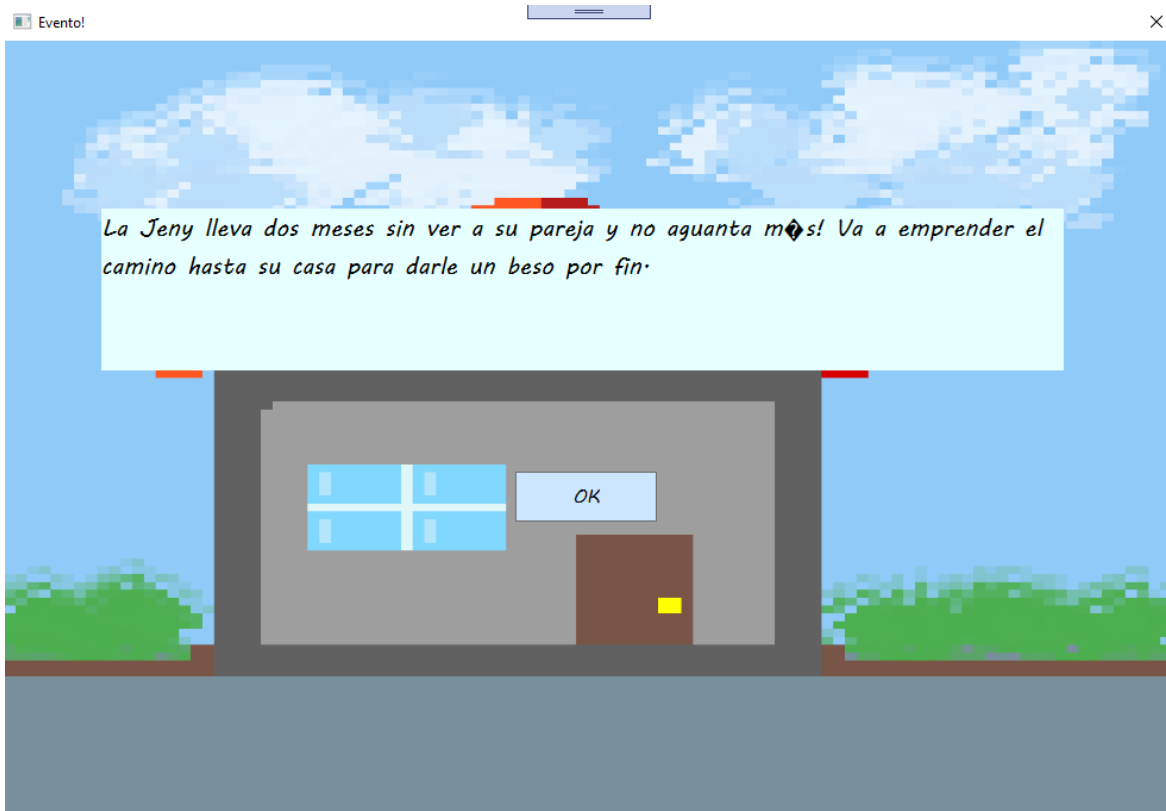 Evento!
La Jeny lleva dos meses sin ver a su pareja y no aguanta m�s! Va a emprender el
camino hasta su casa para darle un beso por fin.
OK